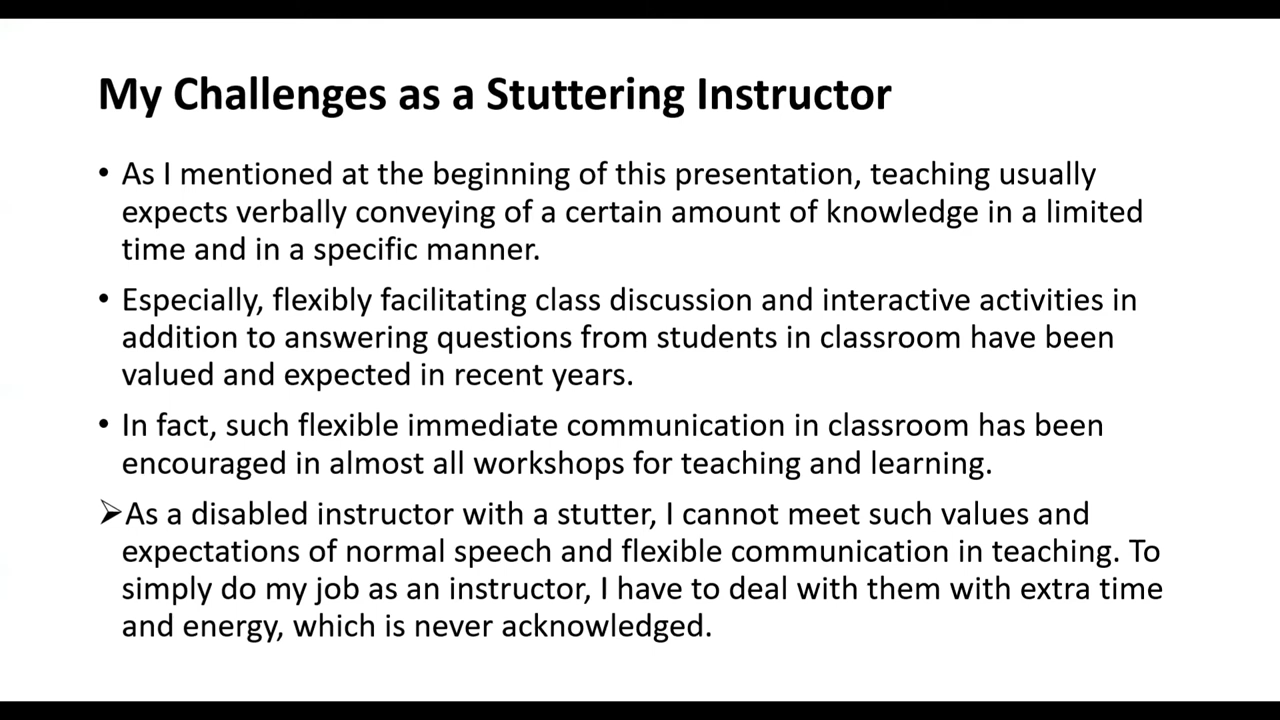 My Challenges as a Stuttering Instructor
• As I mentioned at the beginning of this presentation, teaching usually
expects verbally conveying of a certain amount of knowledge in a limited
time and in a specific manner.
• Especially, flexibly facilitating class discussion and interactive activities in
addition to answering questions from students in classroom have been
valued and expected in recent years.
• In fact, such flexible immediate communication in classroom has been
encouraged in almost all workshops for teaching and learning.
➢As a disabled instructor with a stutter, I cannot meet such values and
expectations of normal speech and flexible communication in teaching. To
simply do my job as an instructor, I have to deal with them with extra time
and energy, which is never acknowledged.